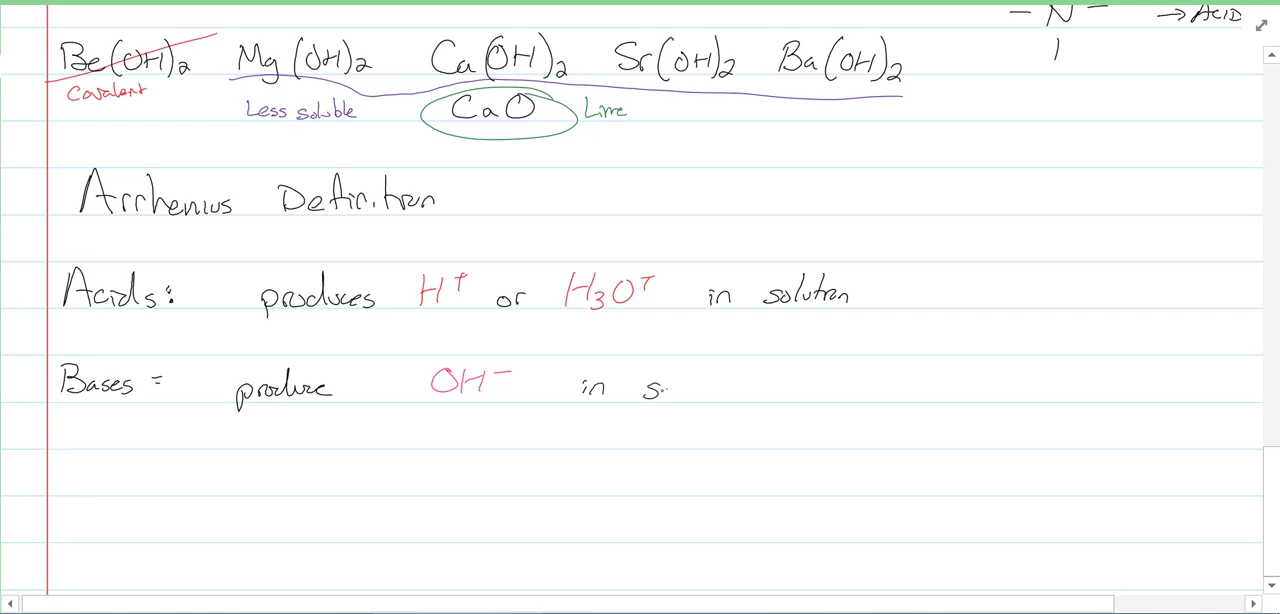 - N - → ACID
Be(OH)2 Mg(OH)2 Ca(OH)2 Sr(OH)2 Ba(OH)2
Covalent Less soluble CaO Lime
Arrhenius Definition
Acids: produces H+ or H3O+ in solution
Bases = produce OH- in s